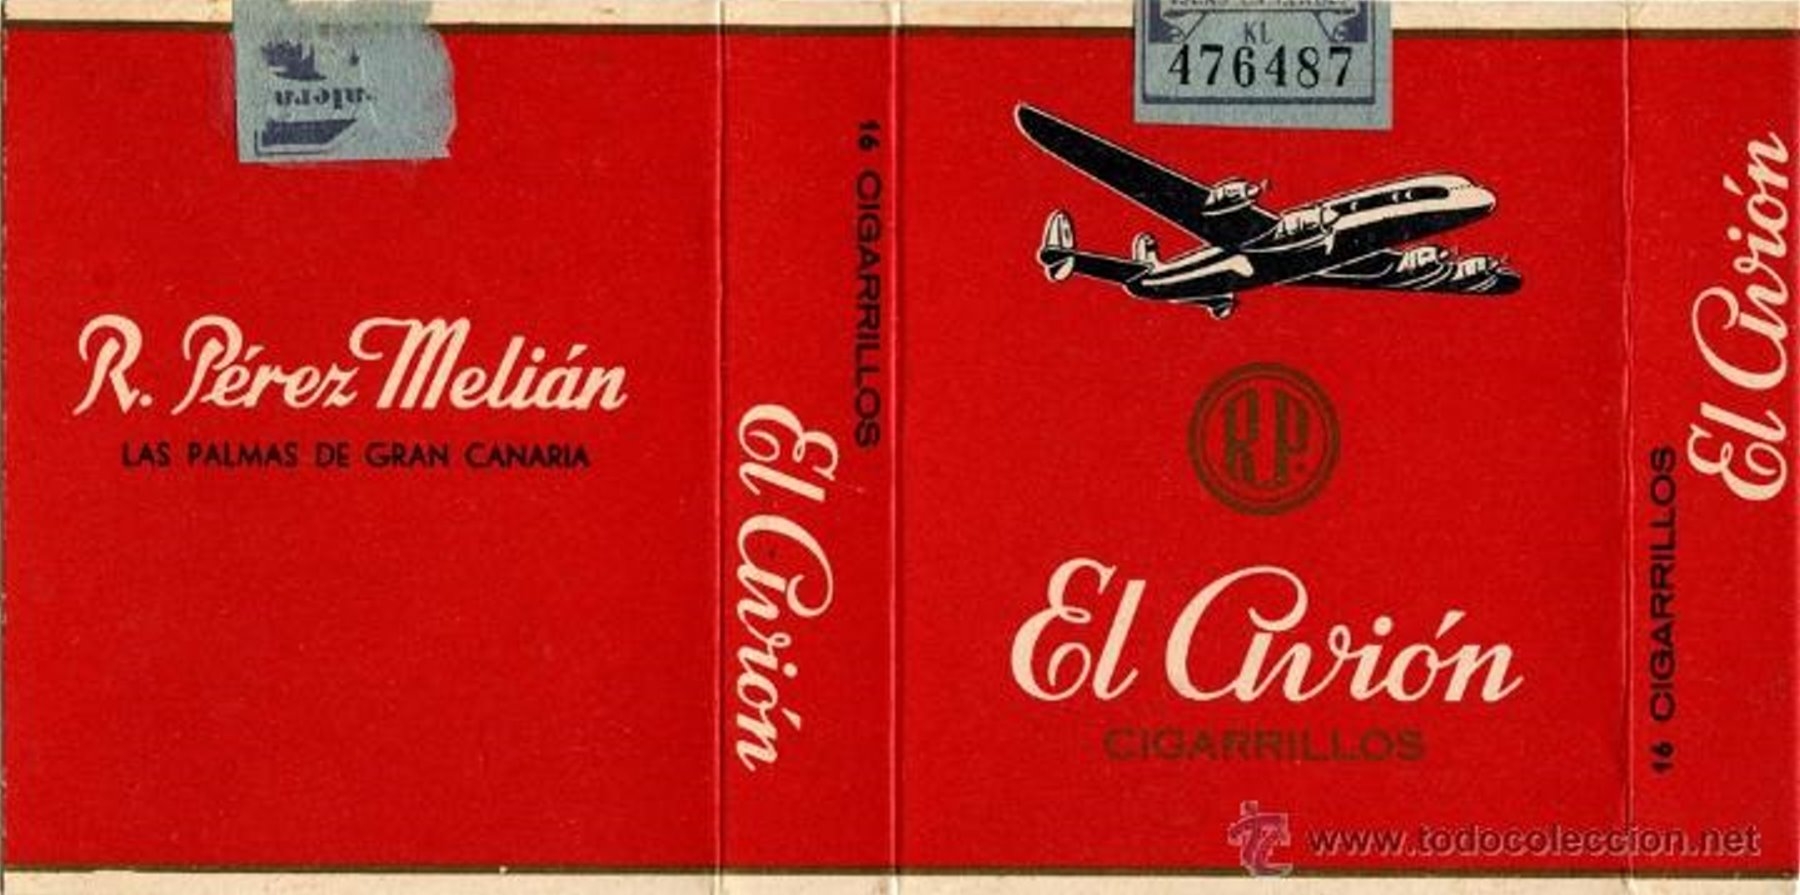 R. Pérez Melián
LAS PALMAS DE GRAN CANARIA
El Avión
16 CIGARRILLOS
KL
476487
RP.
El Avión
CIGARRILLOS
El Avión
16 CIGARRILLOS
www.todocoleccion.net